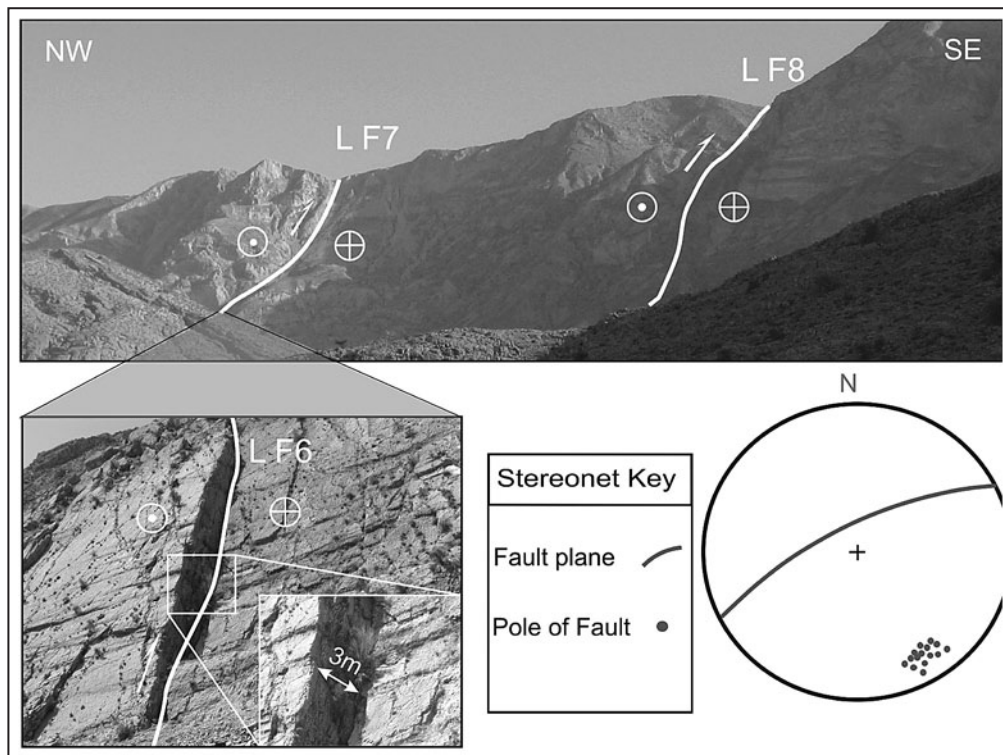 NW
SE
L F7
L F8
L F6
3m
Stereonet Key
Fault plane
Pole of Fault
N